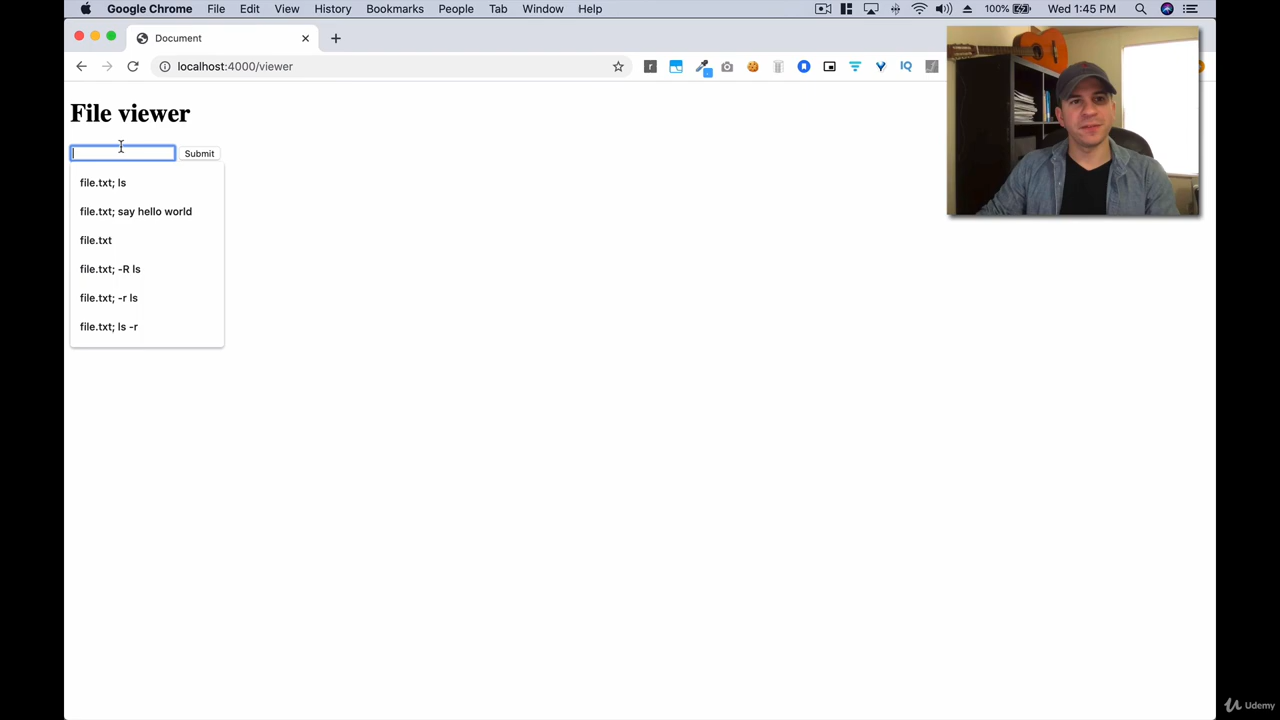 Google Chrome File Edit View History Bookmarks People Tab Window Help 100% Wed 1:45 PM
Document
localhost:4000/viewer
IQ
File viewer
Submit
file.txt; ls
file.txt; say hello world
file.txt
file.txt; -R ls
file.txt; -r ls
file.txt; ls -r
Udemy